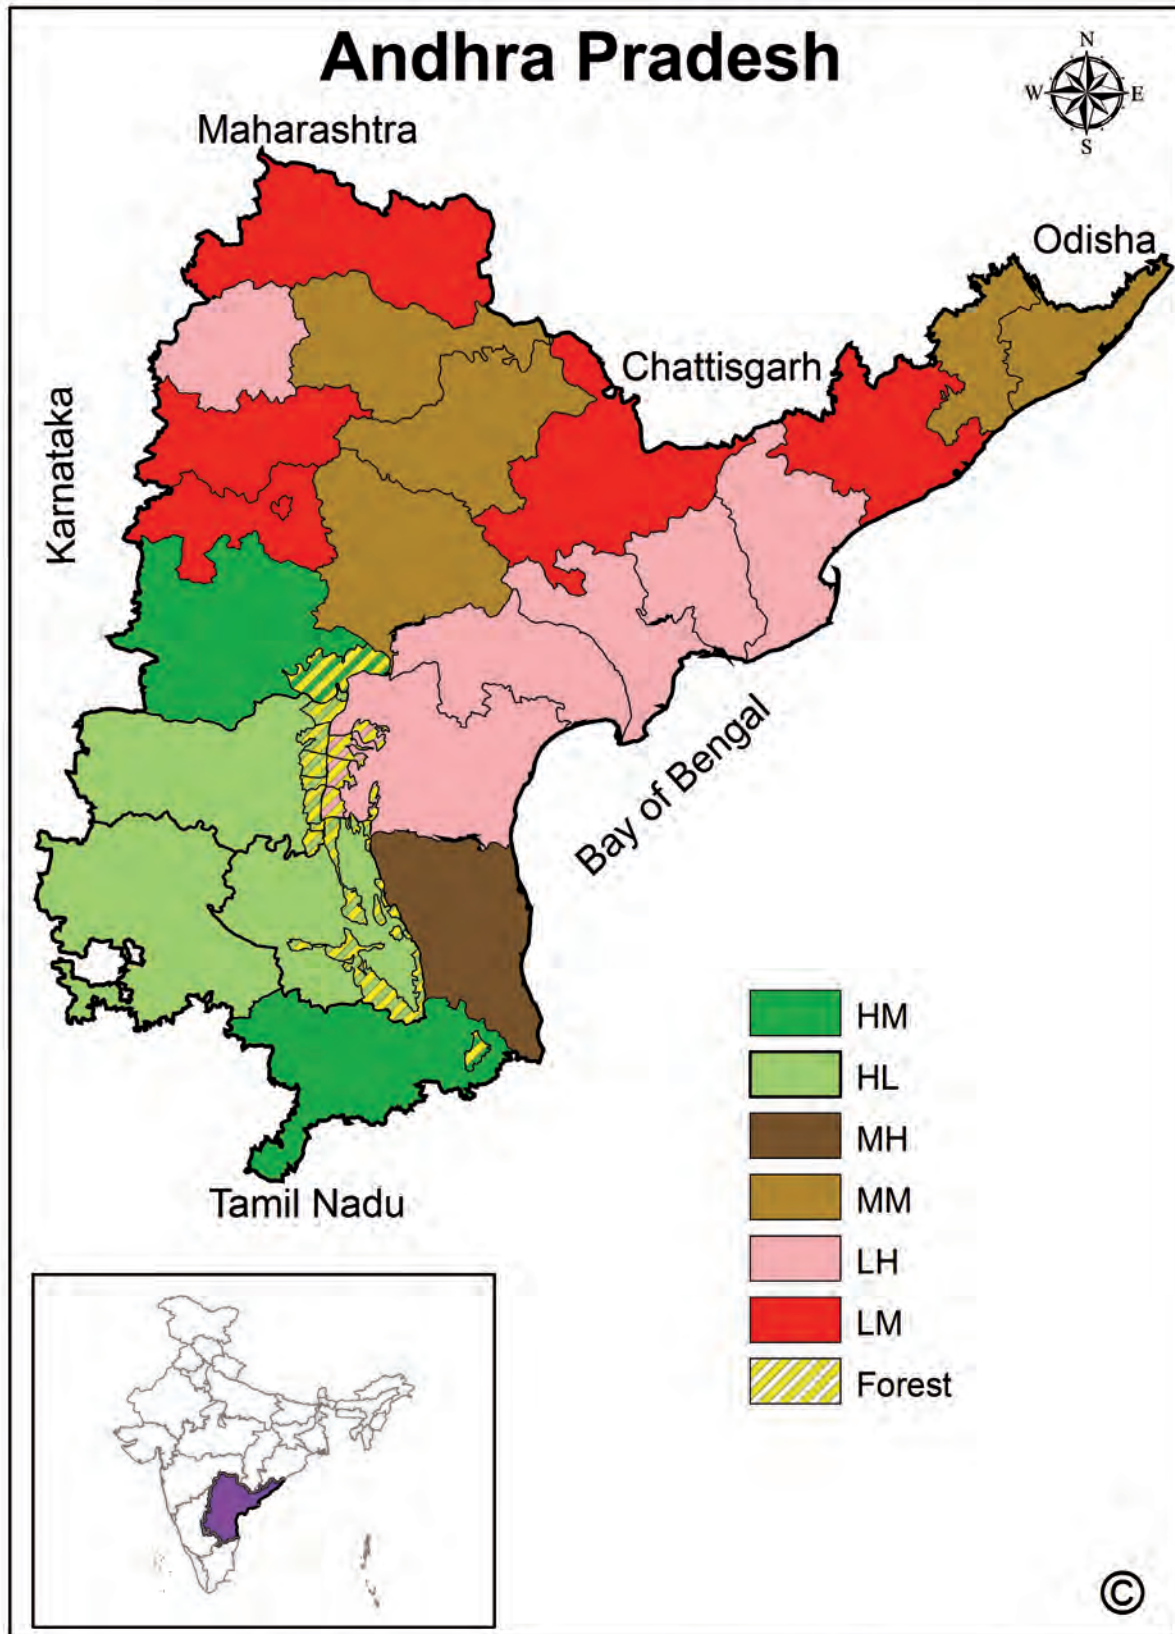 Andhra Pradesh
N
W E
S
Maharashtra
Odisha
Chattisgarh
Karnataka
Bay of Bengal
HM
HL
MH
MM
LH
LM
Forest
Tamil Nadu
©